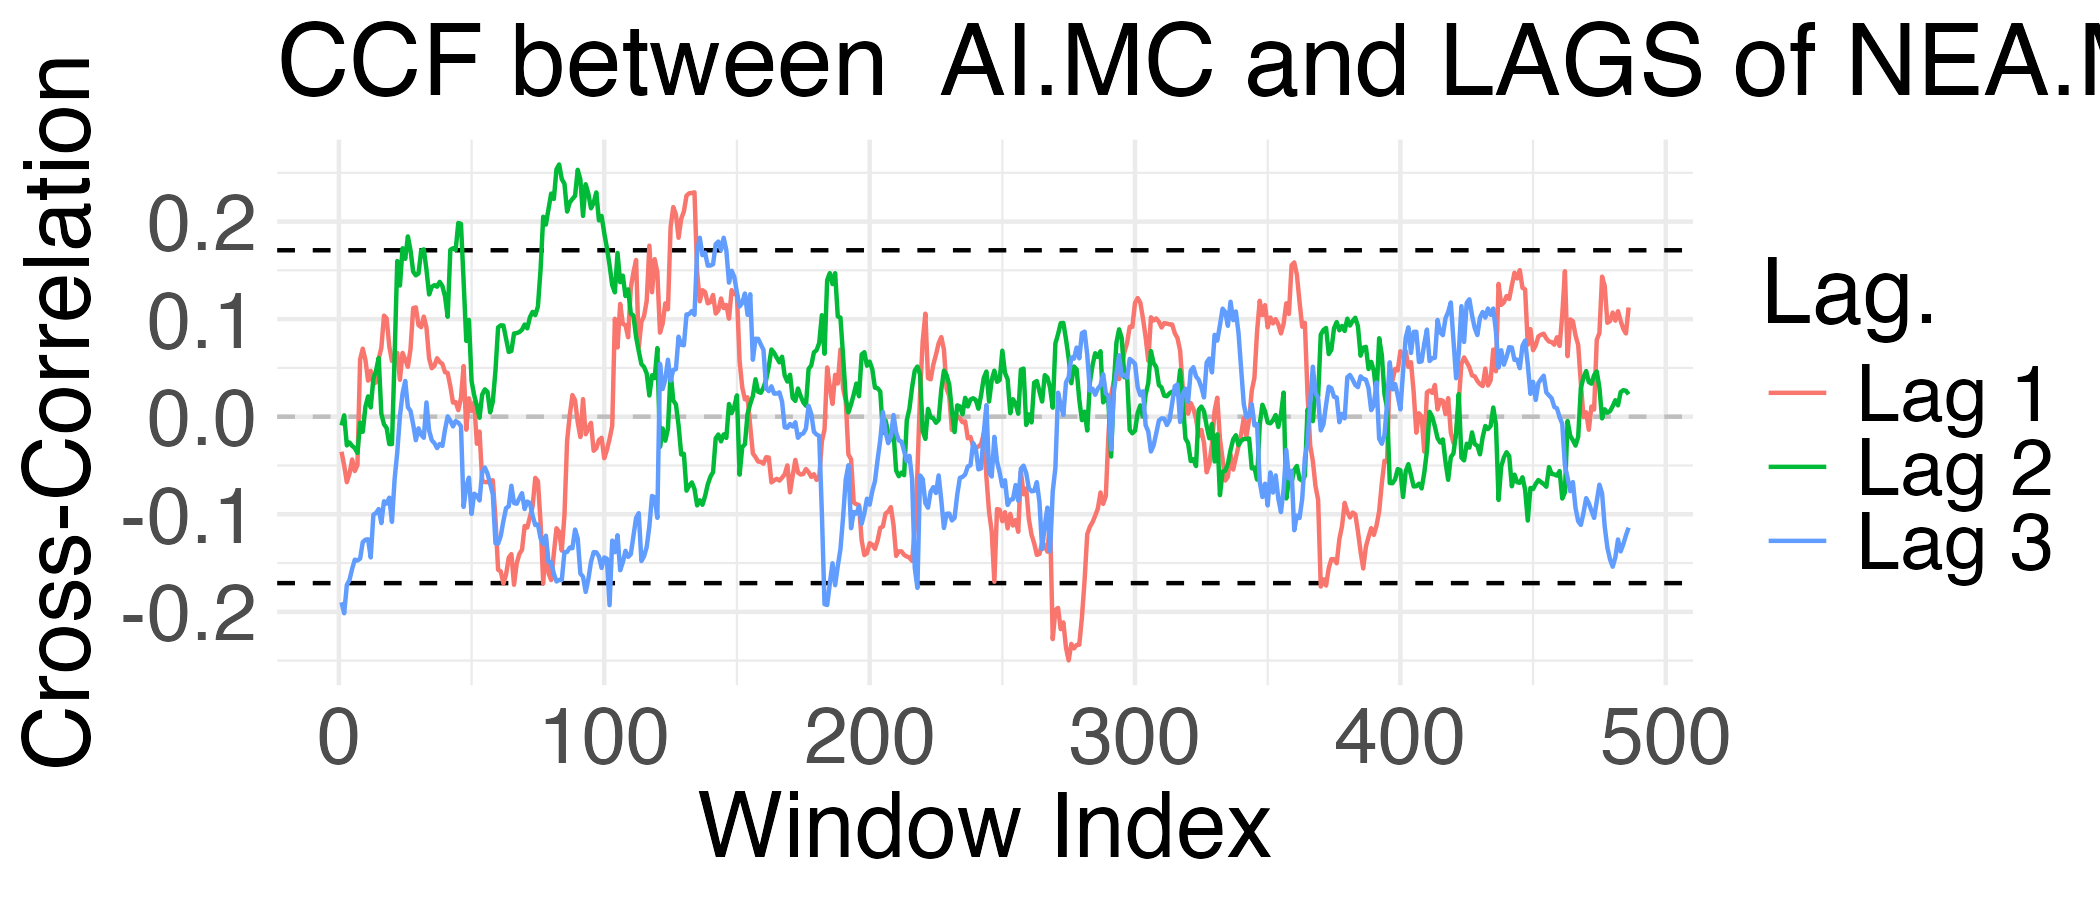 CCF between  AI.MC and LAGS of NEA.
Cross-Correlation
0.2
0.1
0.0
-0.1
-0.2
0 100 200 300 400 500
Window Index
Lag.
Lag 1
Lag 2
Lag 3